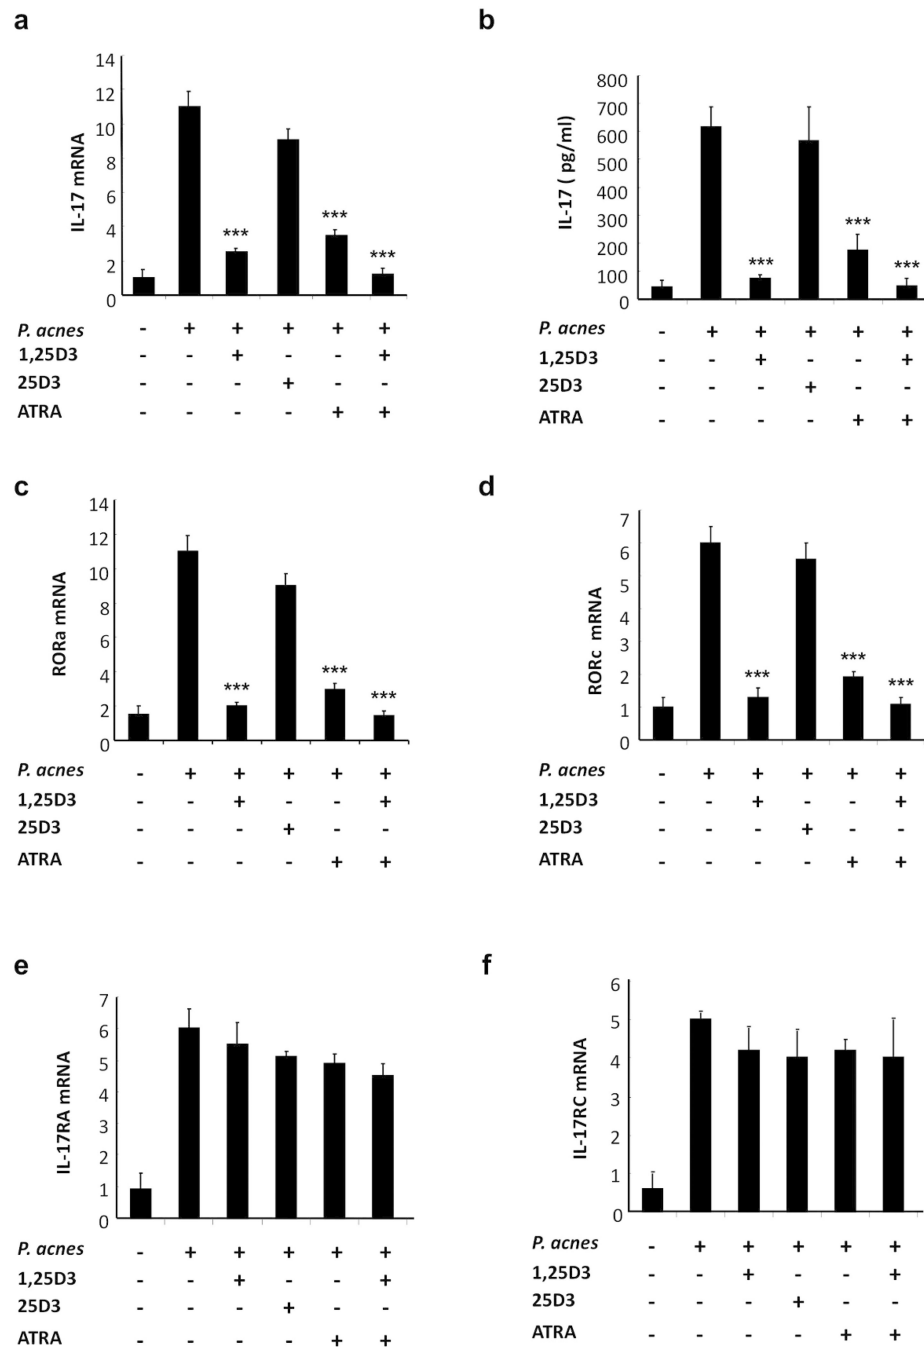 a
14
12
10
8
6
4
2
0
IL-17 mRNA
*** *** ***
P. acnes - + + + + +
1,25D3 - - + - - +
25D3 - - - + - -
ATRA - - - - + +
b
800
700
600
500
400
300
200
100
0
IL-17 ( pg/ml)
*** *** ***
P. acnes - + + + + +
1,25D3 - - + - - +
25D3 - - - + - -
ATRA - - - - + +
c
14
12
10
8
6
4
2
0
RORa mRNA
*** *** ***
P. acnes - + + + + +
1,25D3 - - + - - +
25D3 - - - + - -
ATRA - - - - + +
d
7
6
5
4
3
2
1
0
RORc mRNA
*** *** ***
P. acnes - + + + + +
1,25D3 - - + - - +
25D3 - - - + - -
ATRA - - - - + +
e
7
6
5
4
3
2
1
0
IL-17RA mRNA
P. acnes - + + + + +
1,25D3 - - + - - +
25D3 - - - + - -
ATRA - - - - + +
f
6
5
4
3
2
1
0
IL-17RC mRNA
P. acnes - + + + + +
1,25D3 - - + - - +
25D3 - - - + - -
ATRA - - - - + +